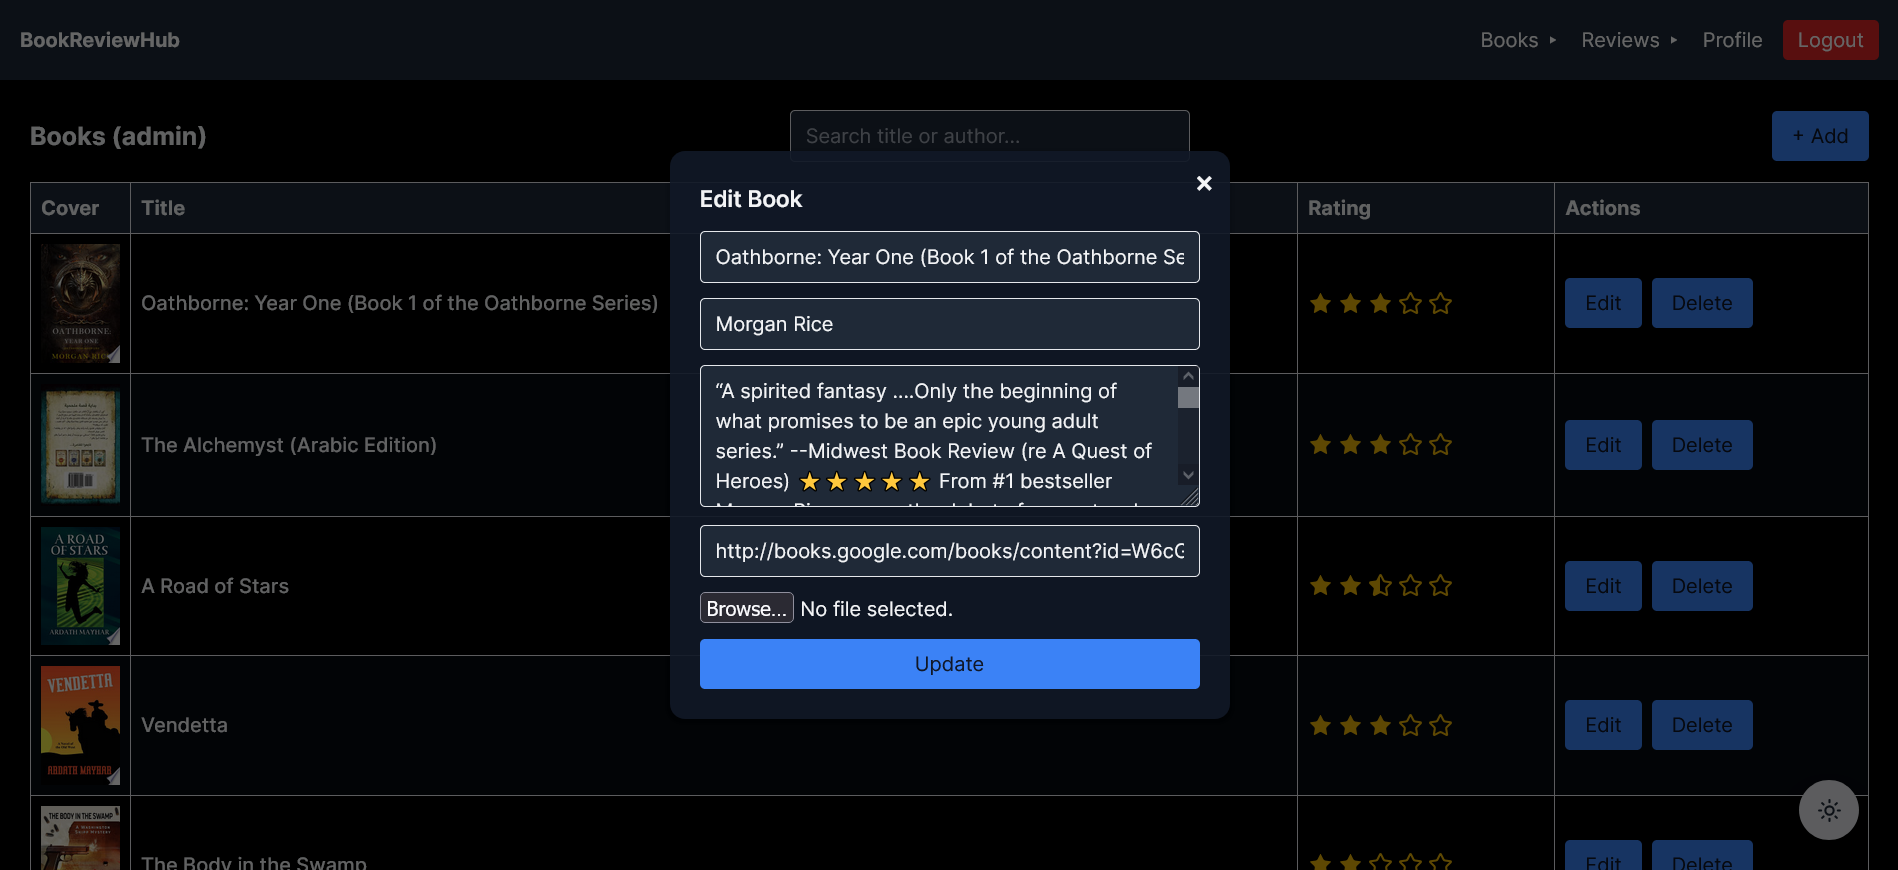 BookReviewHub
Books ▸ Reviews ▸ Profile Logout
Books (admin)
Search title or author...
+ Add
Cover Title Rating Actions
OATHBORNE:
YEAR ONE
MORGAN RICE
Oathborne: Year One (Book 1 of the Oathborne Series)
Edit Delete
The Alchemyst (Arabic Edition)
Edit Delete
A ROAD
OF STARS
ARDATH MAYHAR
A Road of Stars
Edit Delete
VENDETTA
ARDATH MAYHAR
Vendetta
Edit Delete
THE BODY IN THE SWAMP
The Body in the Swamp
Edit Delete
Edit Book
×
Oathborne: Year One (Book 1 of the Oathborne Se
Morgan Rice
“A spirited fantasy ....Only the beginning of
what promises to be an epic young adult
series.” --Midwest Book Review (re A Quest of
Heroes) ★ ★ ★ ★ ★ From #1 bestseller
http://books.google.com/books/content?id=W6cG
Browse... No file selected.
Update